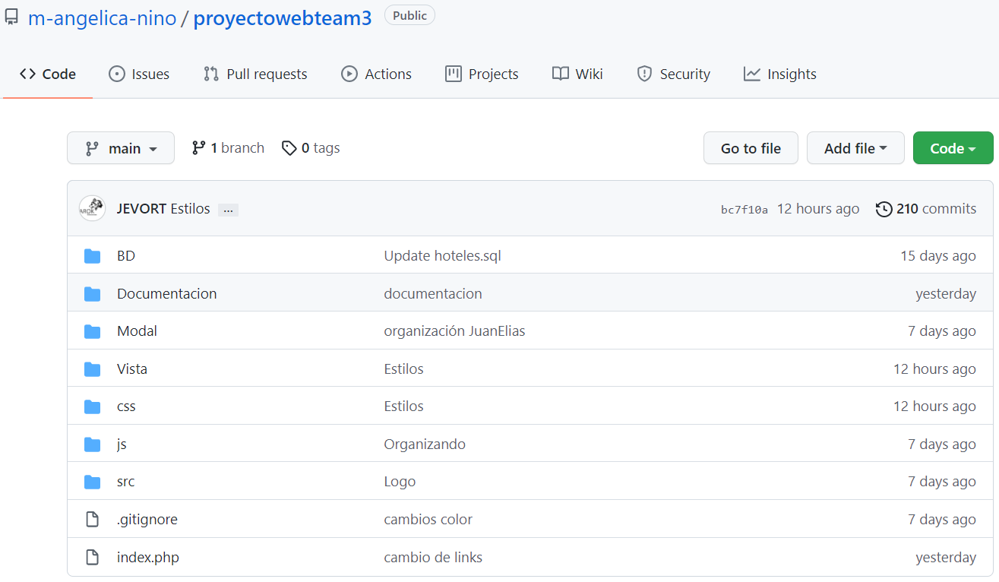 m-angelica-nino / proyectowebteam3 Public
Code Issues Pull requests Actions Projects Wiki Security Insights
main 1 branch 0 tags Go to file Add file Code
JEVORT Estilos ... bc7f10a 12 hours ago 210 commits
BD Update hoteles.sql 15 days ago
Documentacion documentacion yesterday
Modal organización JuanElias 7 days ago
Vista Estilos 12 hours ago
css Estilos 12 hours ago
js Organizando 7 days ago
src Logo 7 days ago
.gitignore cambios color 7 days ago
index.php cambio de links yesterday